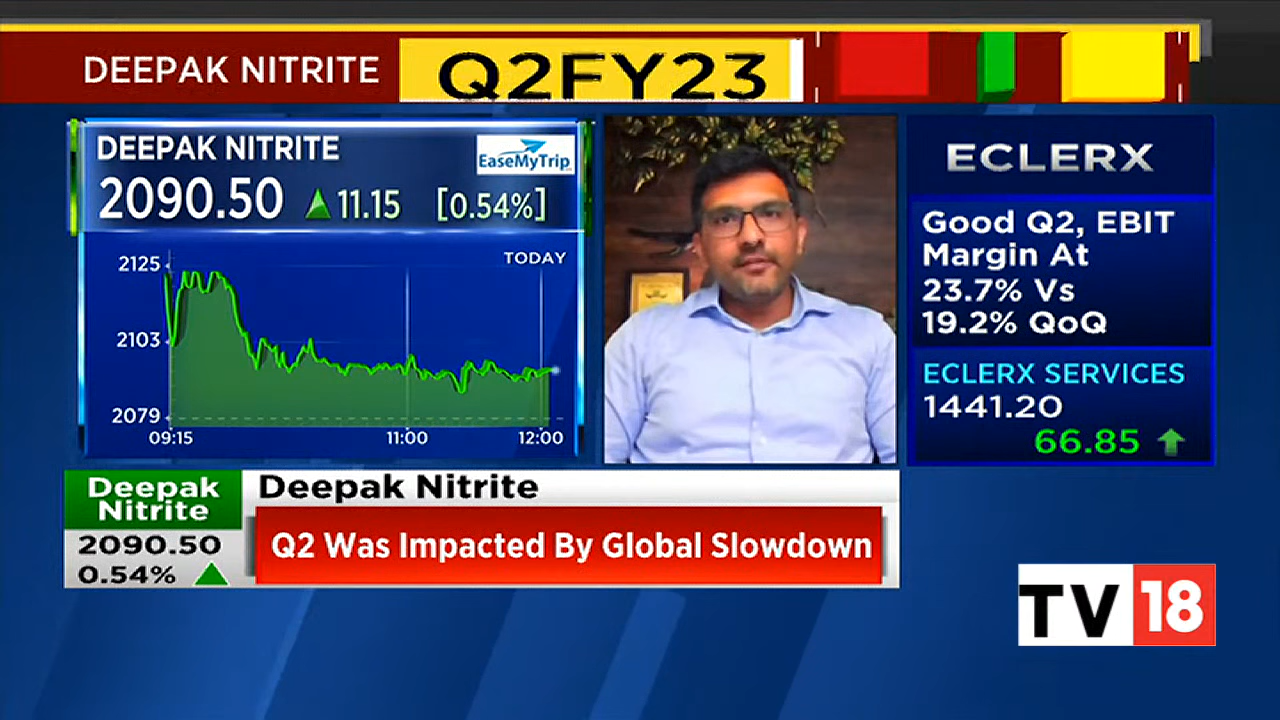 DEEPAK NITRITE
Q2FY23
DEEPAK NITRITE
EaseMyTrip
2090.50 ▲ 11.15 [0.54%]
TODAY
2125
2103
2079
09:15 11:00 12:00
ECLERX
Good Q2, EBIT
Margin At
23.7% Vs
19.2% QoQ
ECLERX SERVICES
1441.20
66.85
Deepak
Nitrite
2090.50
0.54%
Deepak Nitrite
Q2 Was Impacted By Global Slowdown
TV18